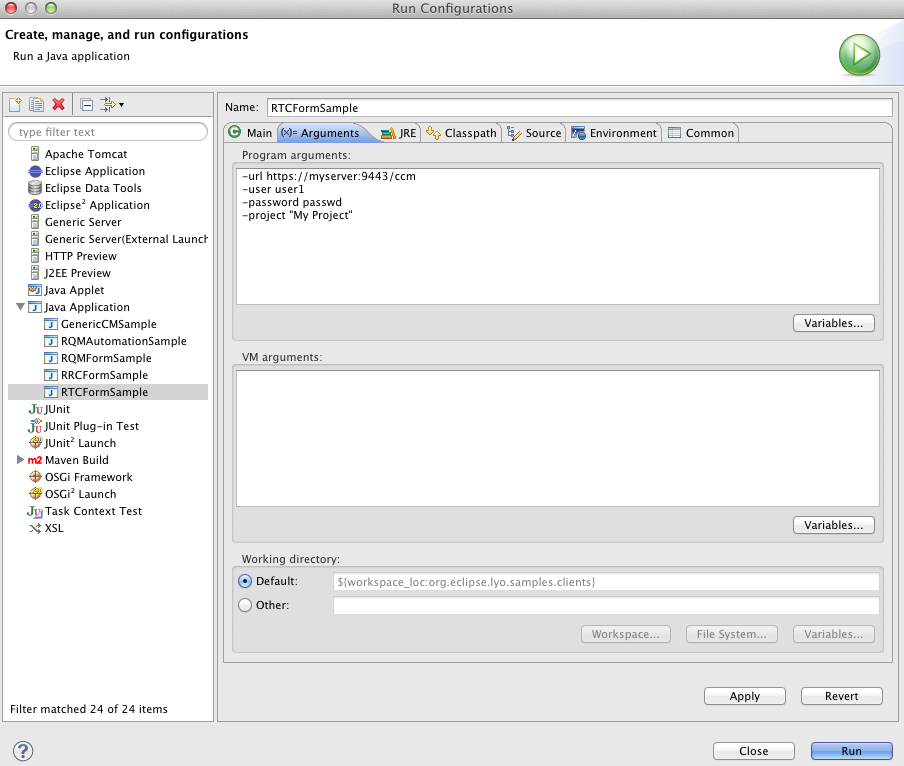 Run Configurations
Create, manage, and run configurations
Run a Java application
type filter text
Apache Tomcat
Eclipse Application
Eclipse Data Tools
Eclipse² Application
Generic Server
Generic Server(External Launch
HTTP Preview
J2EE Preview
Java Applet
Java Application
GenericCMSample
RQMAutomationSample
RQMFormSample
RRCFormSample
RTCFormSample
JUnit
JUnit Plug-in Test
JUnit² Launch
m2 Maven Build
OSGi Framework
OSGi² Launch
Task Context Test
XSL
Filter matched 24 of 24 items
Name: RTCFormSample
Main (x)= Arguments JRE Classpath Source Environment Common
Program arguments:
-url https://myserver:9443/ccm
-user user1
-password passwd
-project "My Project"
Variables...
VM arguments:
Variables...
Working directory:
Default: ${workspace_loc:org.eclipse.lyo.samples.clients}
Other:
Workspace... File System... Variables...
Apply Revert
? Close Run